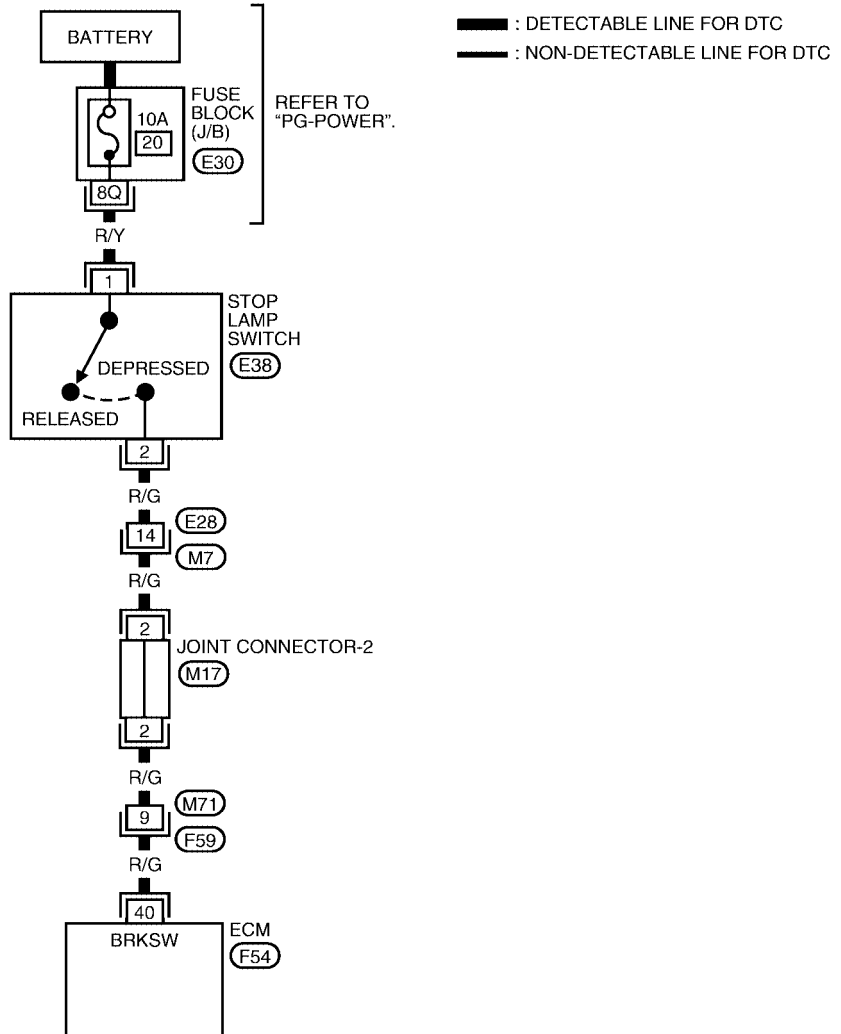 BATTERY
: DETECTABLE LINE FOR DTC
: NON-DETECTABLE LINE FOR DTC
FUSE
BLOCK
(J/B)
10A
20
E30
REFER TO
“PG-POWER”.
8Q
R/Y
1
STOP
LAMP
SWITCH
E38
DEPRESSED
RELEASED
2
R/G
E28
14
M7
R/G
2
JOINT CONNECTOR-2
M17
2
R/G
M71
9
F59
R/G
40
BRKSW
ECM
F54